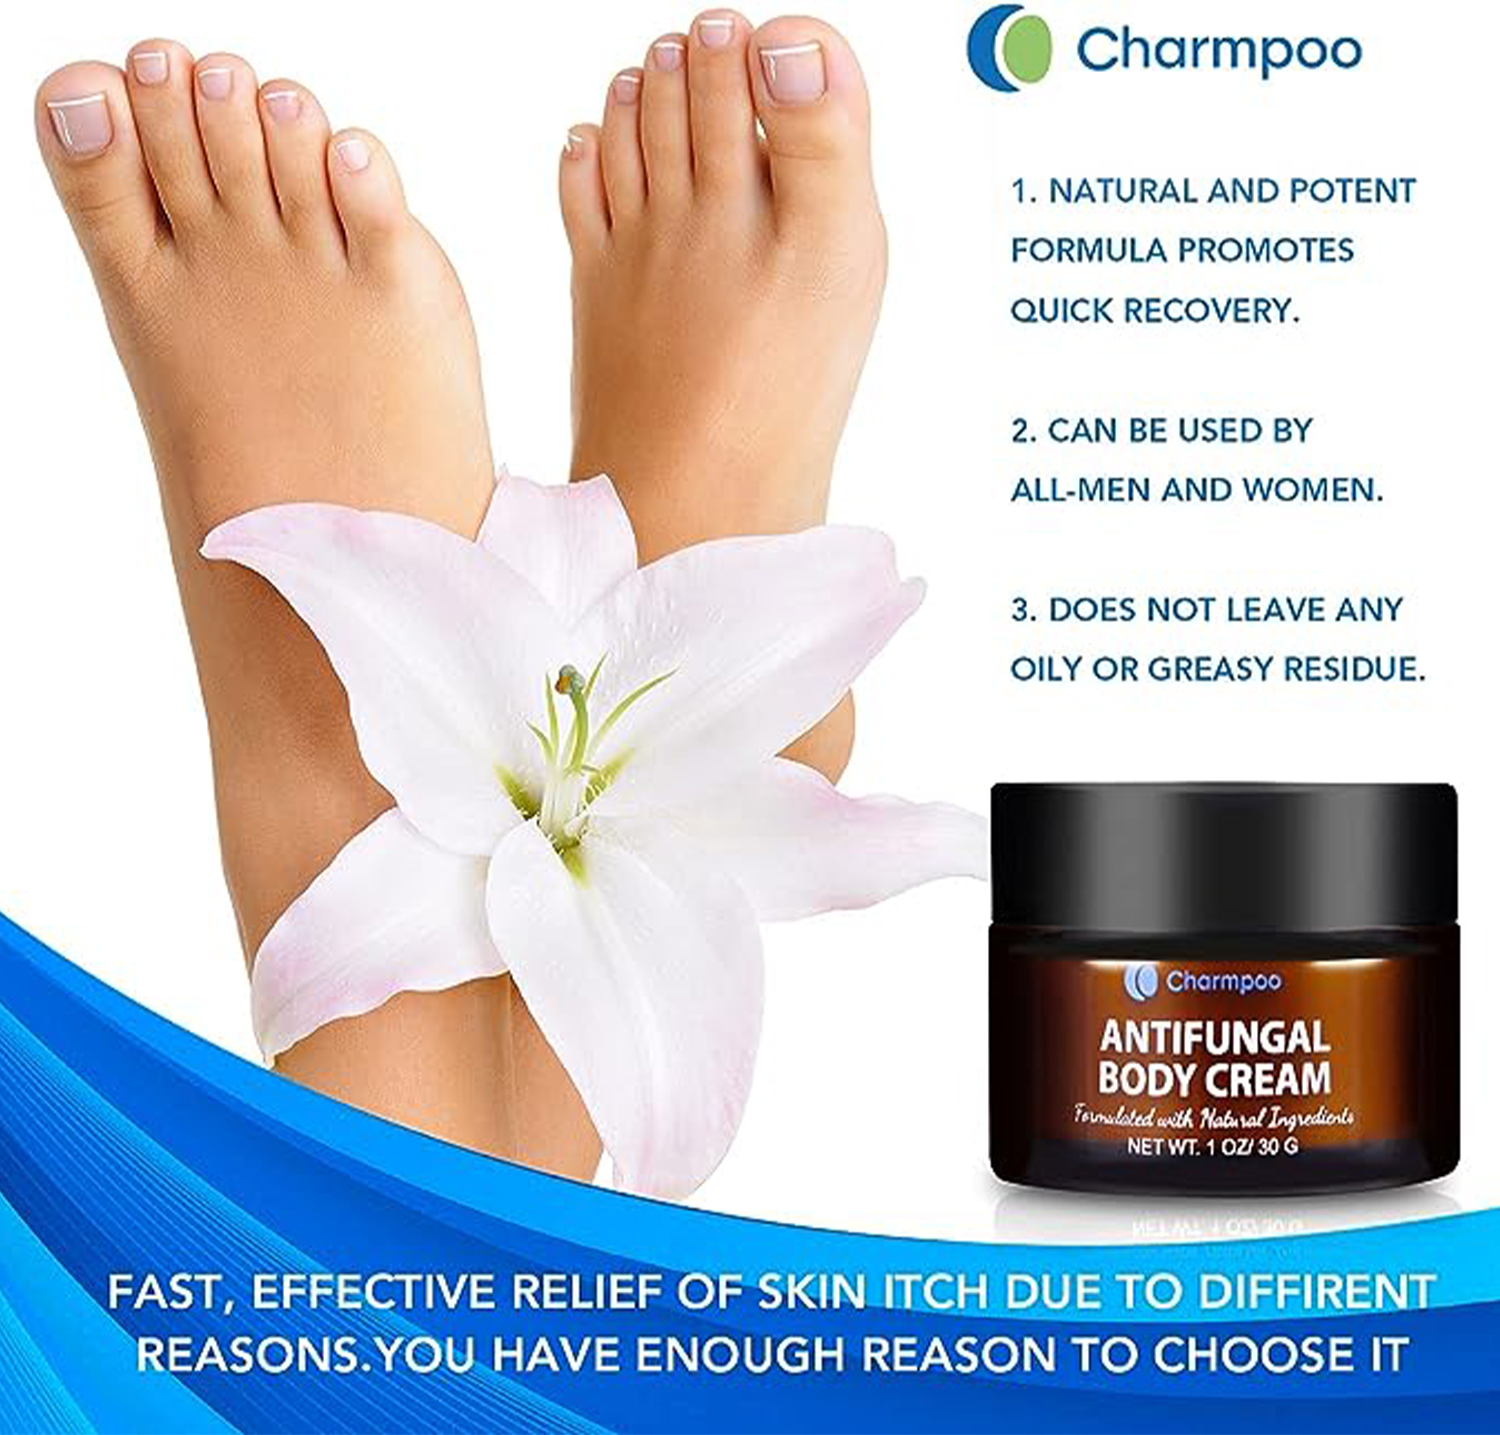 Charmpoo
1. NATURAL AND POTENT
FORMULA PROMOTES
QUICK RECOVERY.
2. CAN BE USED BY
ALL-MEN AND WOMEN.
3. DOES NOT LEAVE ANY
OILY OR GREASY RESIDUE.
Charmpoo
ANTIFUNGAL
BODY CREAM
Formulated with Natural Ingredients
NET WT. 1 OZ/ 30 G
FAST, EFFECTIVE RELIEF OF SKIN ITCH DUE TO DIFFIRENT
REASONS.YOU HAVE ENOUGH REASON TO CHOOSE IT